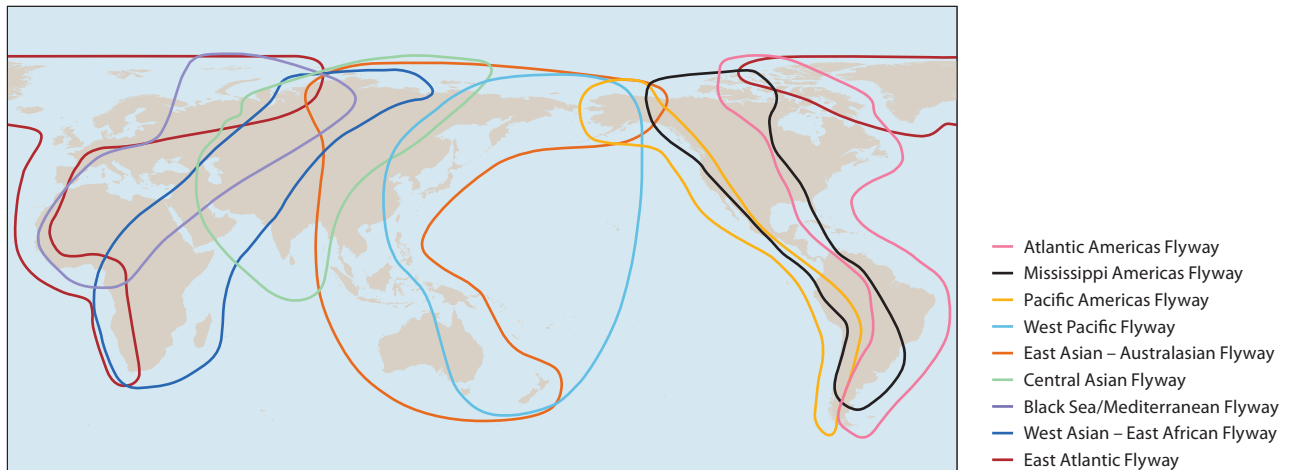 Atlantic Americas Flyway
Mississippi Americas Flyway
Pacific Americas Flyway
West Pacific Flyway
East Asian – Australasian Flyway
Central Asian Flyway
Black Sea/Mediterranean Flyway
West Asian – East African Flyway
East Atlantic Flyway